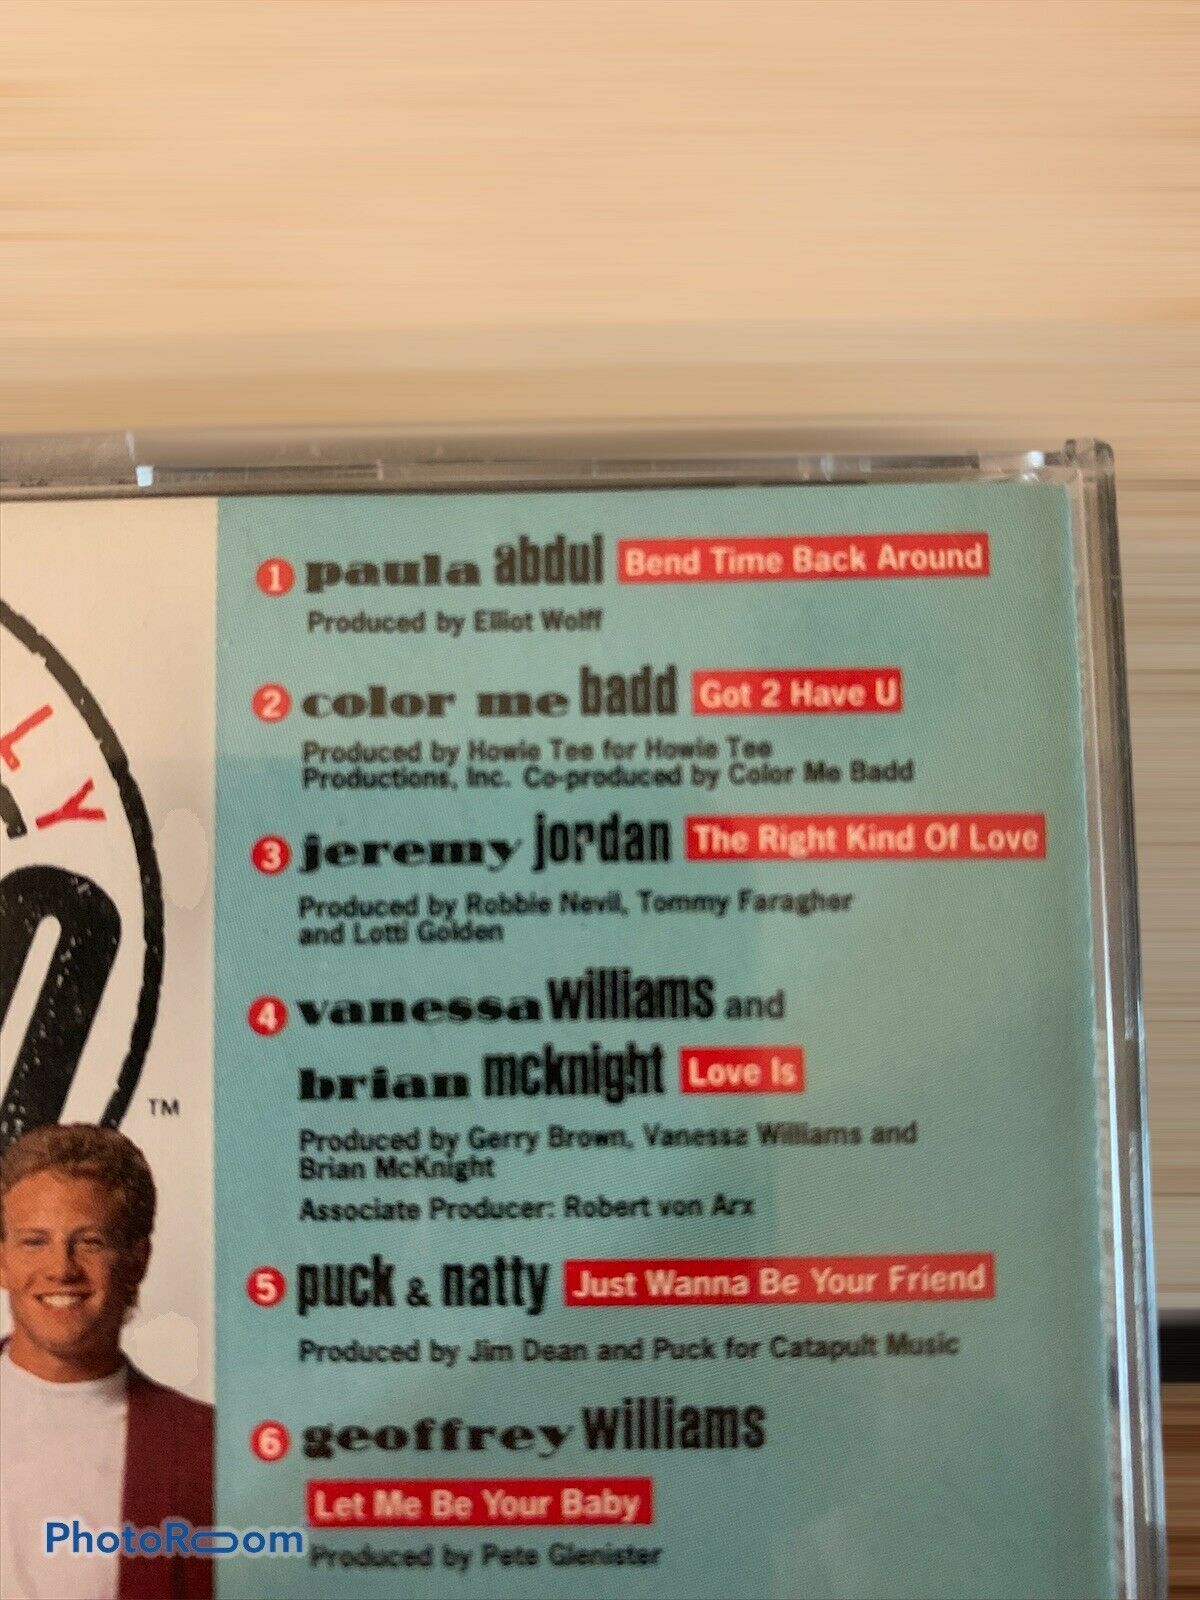 1 paula abdul Bend Time Back Around
Produced by Elliot Wolff
2 color me badd Got 2 Have U
Produced by Howie Tee for Howie Tee
Productions, Inc. Co-produced by Color Me Badd
3 jeremy jordan The Right Kind Of Love
Produced by Robbie Nevil, Tommy Faragher
and Lotti Golden
4 vanessa williams and
brian mcknight Love Is
Produced by Gerry Brown, Vanessa Williams and
Brian McKnight
Associate Producer: Robert von Arx
5 puck & natty Just Wanna Be Your Friend
Produced by Jim Dean and Puck for Catapult Music
6 geoffrey williams
Let Me Be Your Baby
Produced by Pete Glenister
LY
TM
PhotoRoom